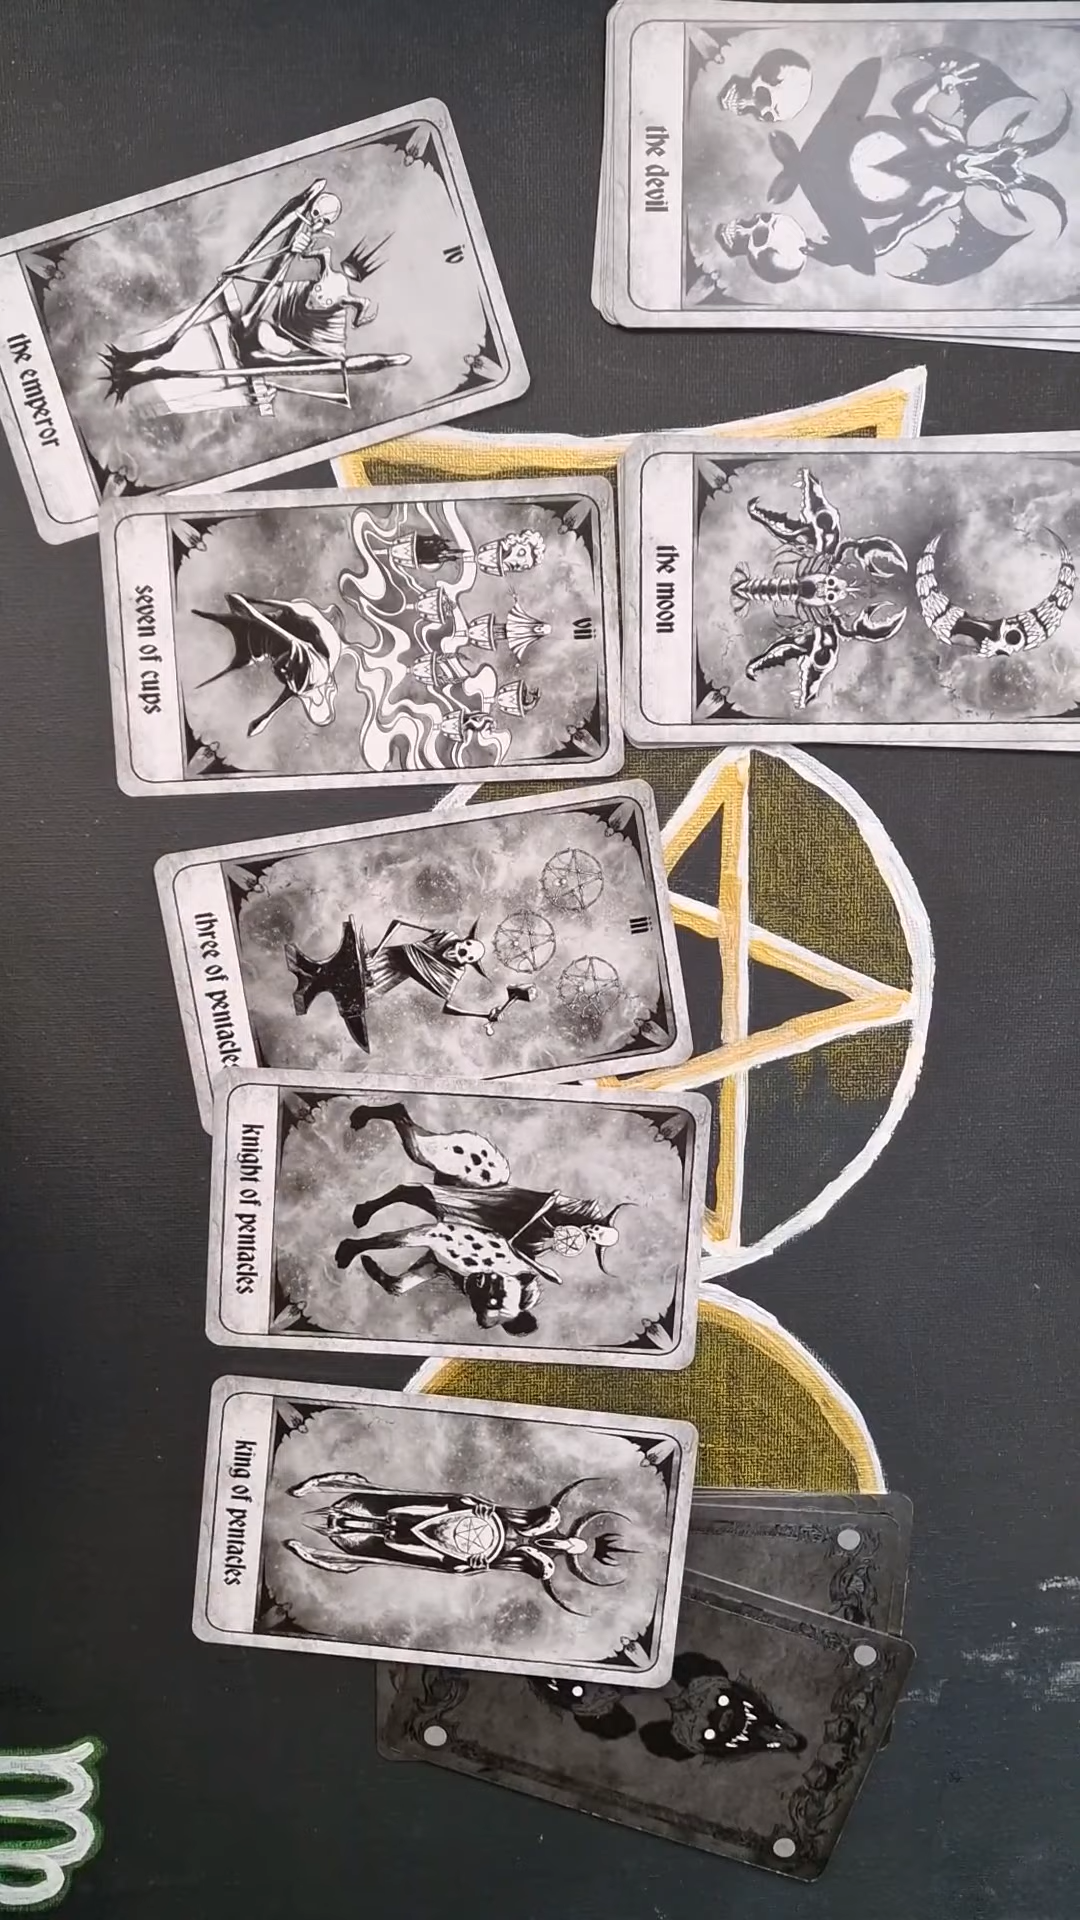 the devil
iv
the emperor
the moon
vii
seven of cups
iii
three of pentacles
knight of pentacles
king of pentacles